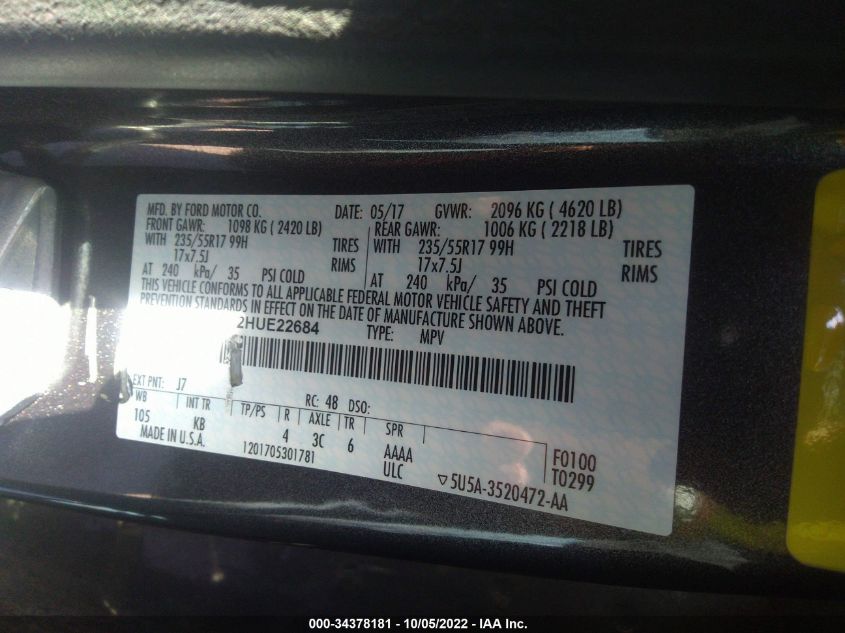 MFD. BY FORD MOTOR CO. DATE: 05/17 GVWR: 2096 KG ( 4620 LB)
FRONT GAWR: 1098 KG ( 2420 LB) REAR GAWR: 1006 KG ( 2218 LB)
WITH 235/55R17 99H TIRES WITH 235/55R17 99H TIRES
17x7.5J RIMS 17x7.5J RIMS
AT 240 kPa/ 35 PSI COLD AT 240 kPa/ 35 PSI COLD
THIS VEHICLE CONFORMS TO ALL APPLICABLE FEDERAL MOTOR VEHICLE SAFETY AND THEFT
PREVENTION STANDARDS IN EFFECT ON THE DATE OF MANUFACTURE SHOWN ABOVE.
2HUE22684 TYPE: MPV
EXT PNT: J7 RC: 48 DSO:
WB INT TR TP/PS R AXLE TR SPR
105 KB 4 3C 6 AAAA F0100
MADE IN U.S.A. 1201705301781 ULC T0299
▽5U5A-3520472-AA
000-34378181 - 10/05/2022 - IAA Inc.